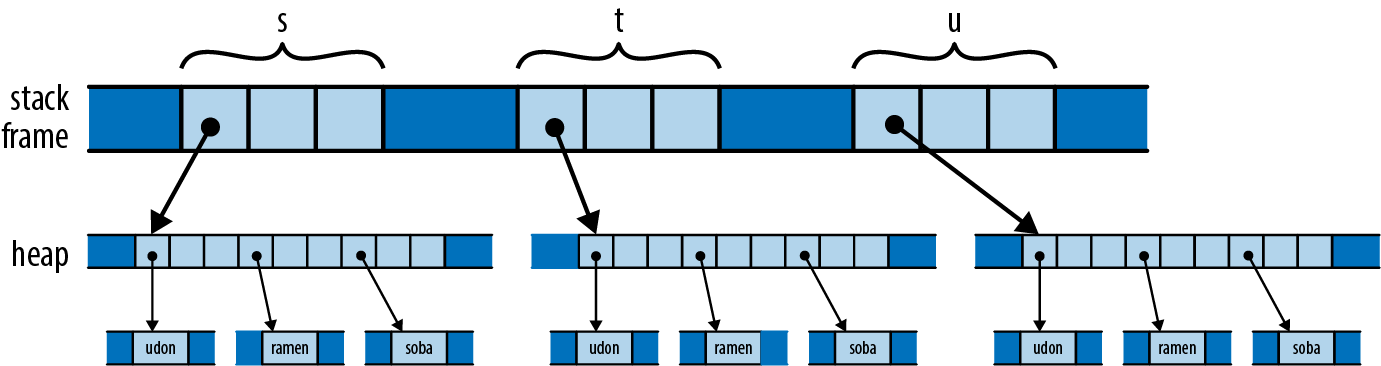 s t u
stack
frame
heap
udon ramen soba udon ramen soba udon ramen soba